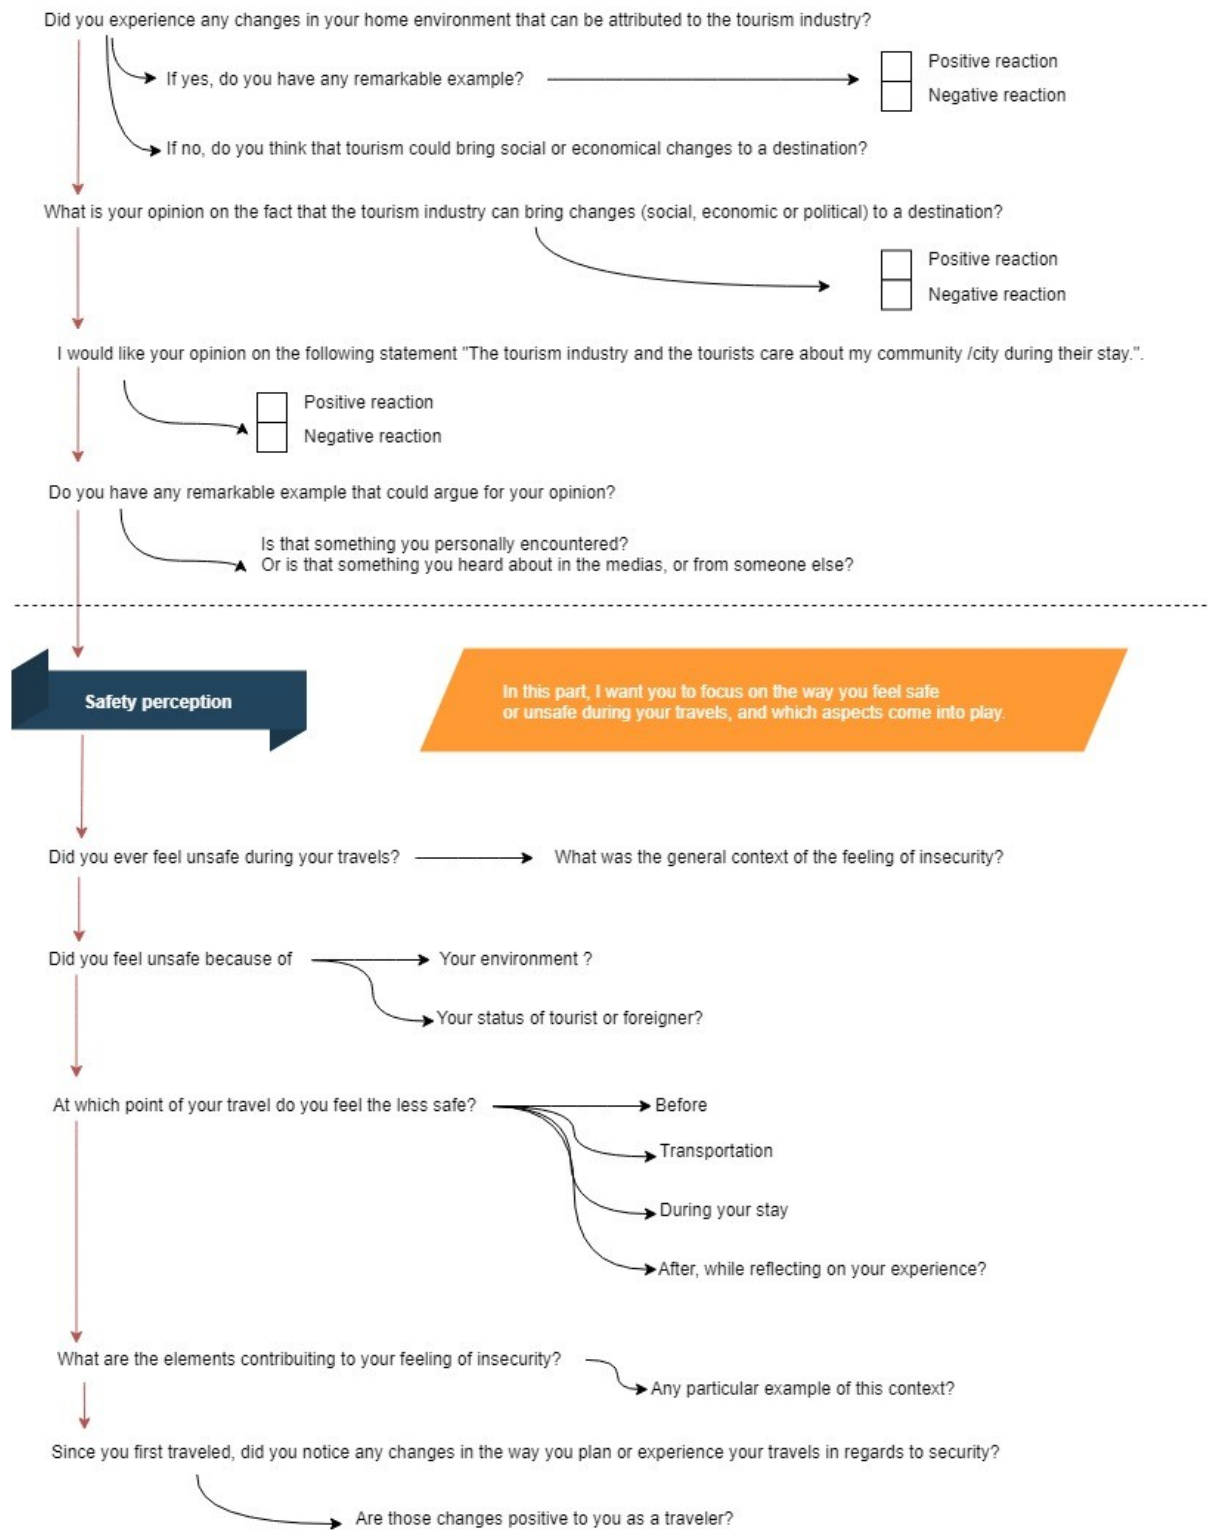 Did you experience any changes in your home environment that can be attributed to the tourism industry?
If yes, do you have any remarkable example?
Positive reaction
Negative reaction
If no, do you think that tourism could bring social or economical changes to a destination?
What is your opinion on the fact that the tourism industry can bring changes (social, economic or political) to a destination?
Positive reaction
Negative reaction
I would like your opinion on the following statement "The tourism industry and the tourists care about my community /city during their stay.".
Positive reaction
Negative reaction
Do you have any remarkable example that could argue for your opinion?
Is that something you personally encountered?
Or is that something you heard about in the medias, or from someone else?
Safety perception
In this part, I want you to focus on the way you feel safe
or unsafe during your travels, and which aspects come into play.
Did you ever feel unsafe during your travels?
What was the general context of the feeling of insecurity?
Did you feel unsafe because of
Your environment ?
Your status of tourist or foreigner?
At which point of your travel do you feel the less safe?
Before
Transportation
During your stay
After, while reflecting on your experience?
What are the elements contribuiting to your feeling of insecurity?
Any particular example of this context?
Since you first traveled, did you notice any changes in the way you plan or experience your travels in regards to security?
Are those changes positive to you as a traveler?